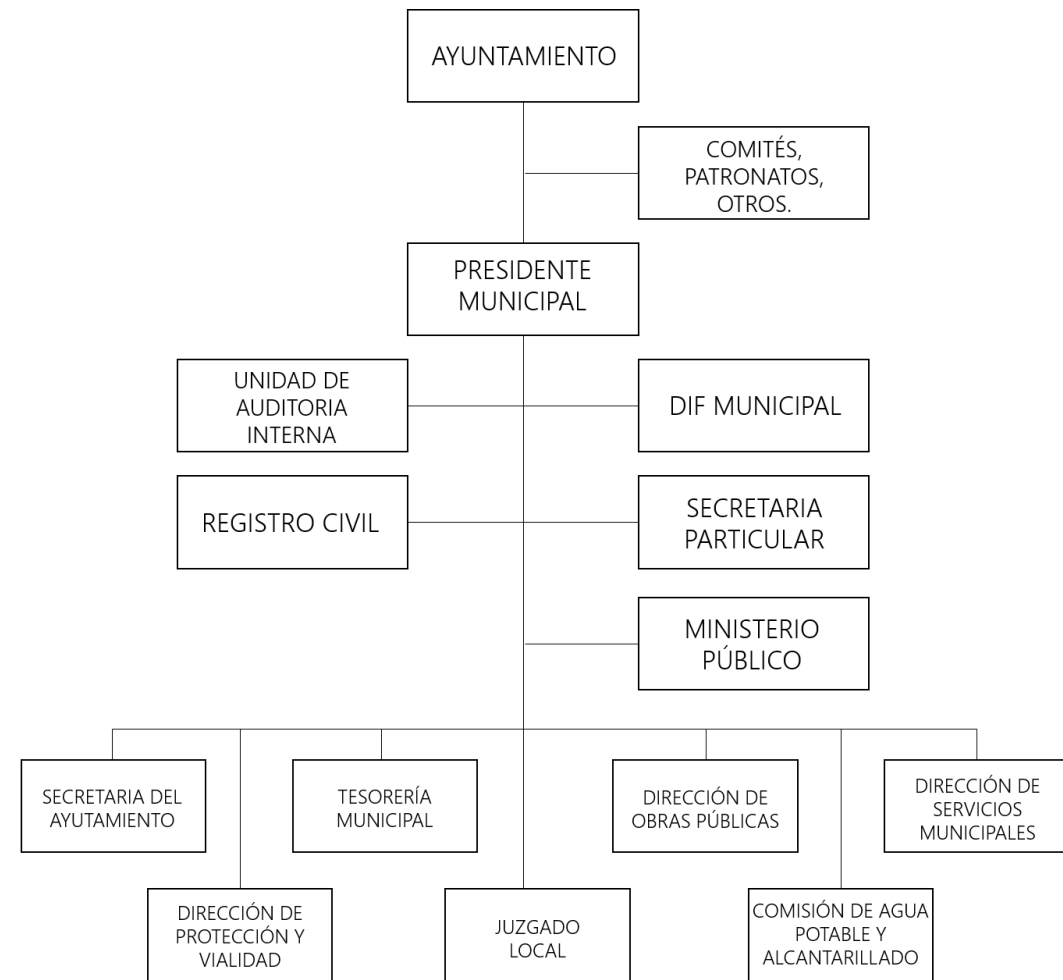 AYUNTAMIENTO
COMITÉS,
PATRONATOS,
OTROS.
PRESIDENTE
MUNICIPAL
UNIDAD DE
AUDITORIA
INTERNA
DIF MUNICIPAL
REGISTRO CIVIL
SECRETARIA
PARTICULAR
MINISTERIO
PÚBLICO
SECRETARIA DEL
AYUTAMIENTO
TESORERÍA
MUNICIPAL
DIRECCIÓN DE
OBRAS PÚBLICAS
DIRECCIÓN DE
SERVICIOS
MUNICIPALES
DIRECCIÓN DE
PROTECCIÓN Y
VIALIDAD
JUZGADO
LOCAL
COMISIÓN DE AGUA
POTABLE Y
ALCANTARILLADO